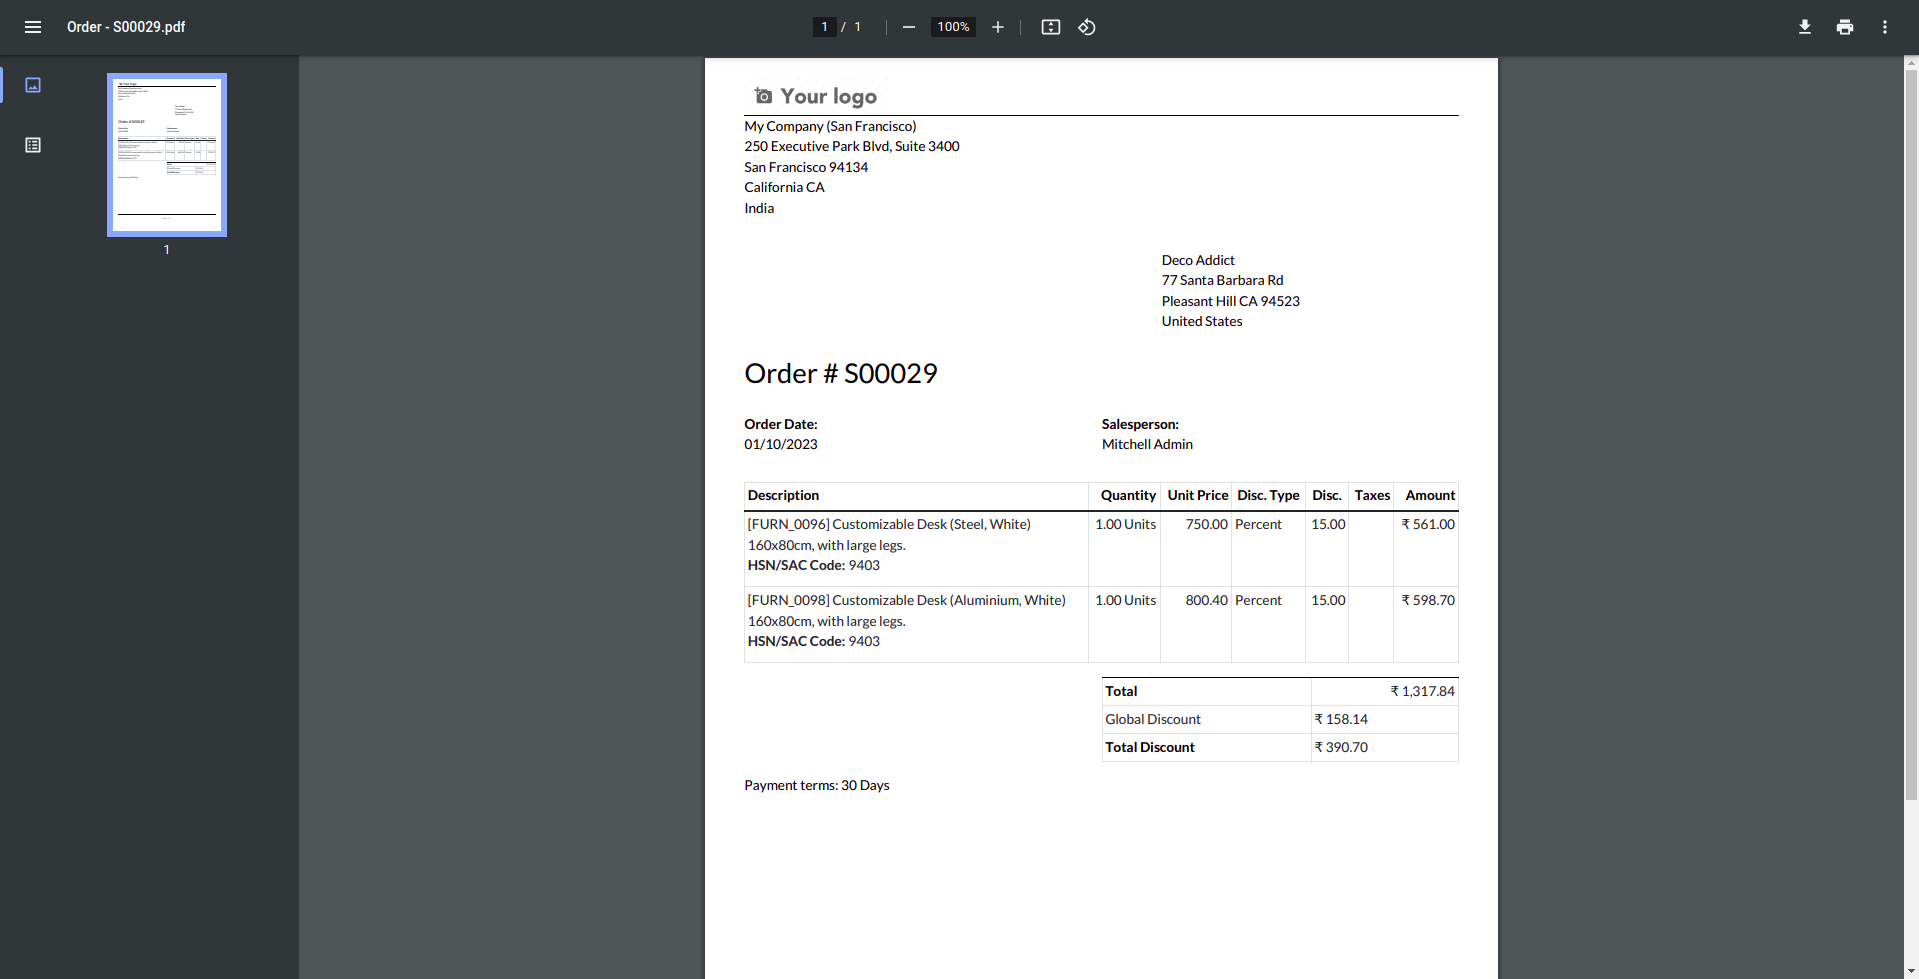 Order - S00029.pdf
1 / 1
100%
1
Your logo
My Company (San Francisco)
250 Executive Park Blvd, Suite 3400
San Francisco 94134
California CA
India
Deco Addict
77 Santa Barbara Rd
Pleasant Hill CA 94523
United States
Order # S00029
Order Date: Salesperson:
01/10/2023 Mitchell Admin
Description Quantity Unit Price Disc. Type Disc. Taxes Amount
[FURN_0096] Customizable Desk (Steel, White) 1.00 Units 750.00 Percent 15.00 ₹ 561.00
160x80cm, with large legs.
HSN/SAC Code: 9403
[FURN_0098] Customizable Desk (Aluminium, White) 1.00 Units 800.40 Percent 15.00 ₹ 598.70
160x80cm, with large legs.
HSN/SAC Code: 9403
Total ₹ 1,317.84
Global Discount ₹ 158.14
Total Discount ₹ 390.70
Payment terms: 30 Days